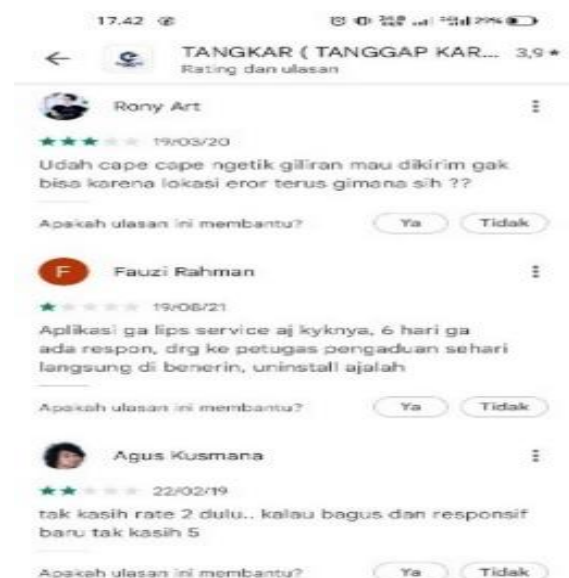 17.42
29%
TANGKAR ( TANGGAP KAR... 3,9 ★
Rating dan ulasan
Rony Art
19/03/20
Udah cape cape ngetik giliran mau dikirim gak
bisa karena lokasi eror terus gimana sih ??
Apakah ulasan ini membantu? Ya Tidak
F Fauzi Rahman
19/08/21
Aplikasi ga lips service aj kyknya, 6 hari ga
ada respon, drg ke petugas pengaduan sehari
langsung di benerin, uninstall ajalah
Apakah ulasan ini membantu? Ya Tidak
Agus Kusmana
22/02/19
tak kasih rate 2 dulu.. kalau bagus dan responsif
baru tak kasih 5
Apakah ulasan ini membantu? Ya Tidak